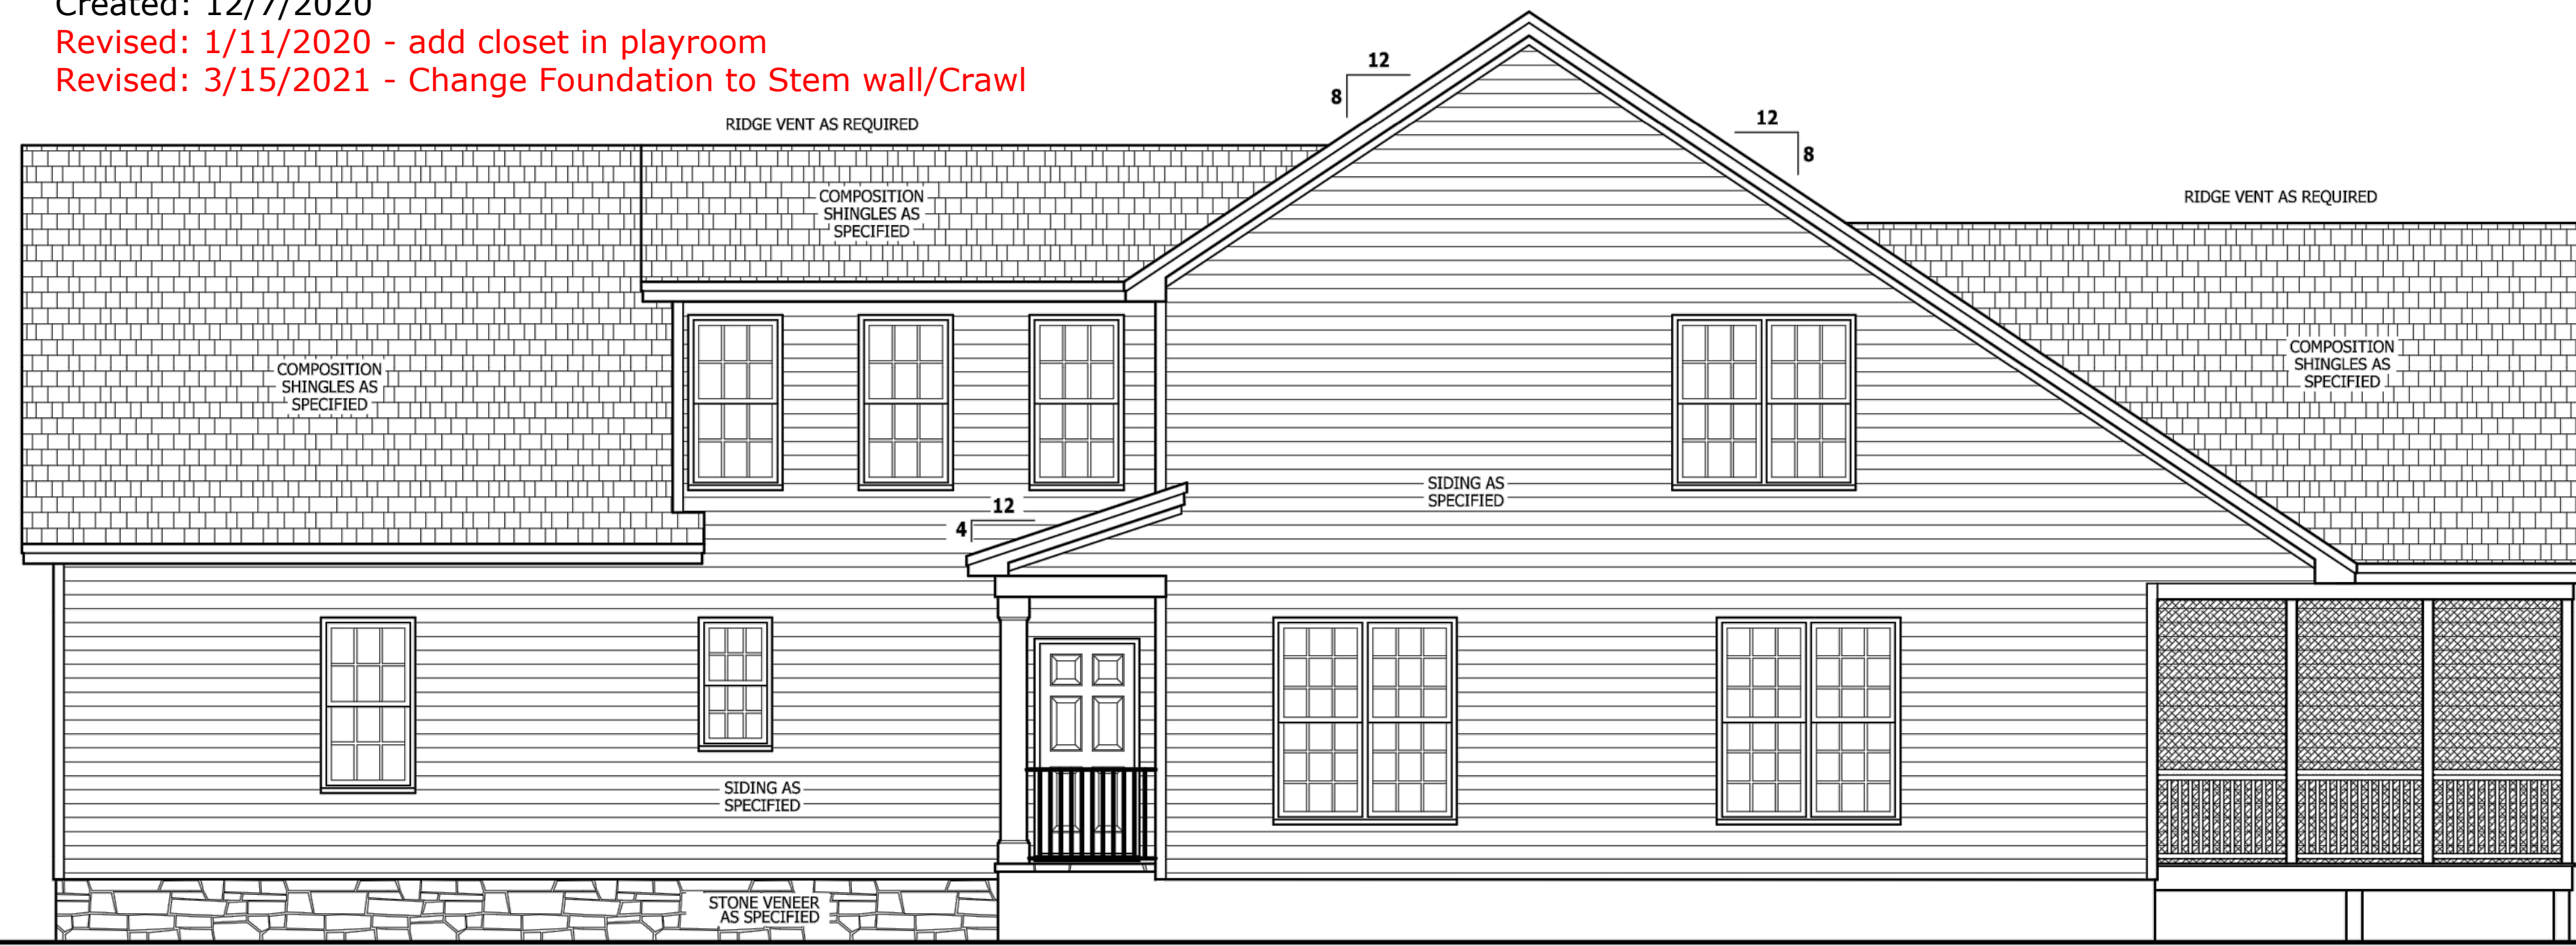 Created: 12/7/2020
Revised: 1/11/2020 - add closet in playroom
Revised: 3/15/2021 - Change Foundation to Stem wall/Crawl
12
8
12
8
RIDGE VENT AS REQUIRED
RIDGE VENT AS REQUIRED
COMPOSITION
SHINGLES AS
SPECIFIED
COMPOSITION
SHINGLES AS
SPECIFIED
COMPOSITION
SHINGLES AS
SPECIFIED
SIDING AS
SPECIFIED
12
4
SIDING AS
SPECIFIED
STONE VENEER
AS SPECIFIED